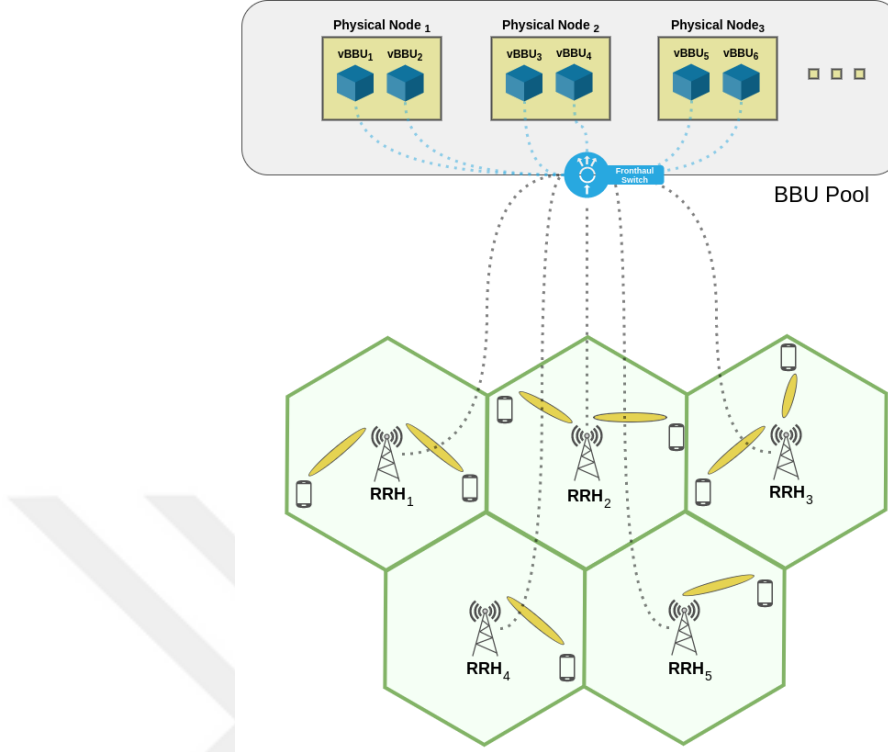 Physical Node 1
Physical Node 2
Physical Node3
vBBU1
vBBU2
vBBU3
vBBU4
vBBU5
vBBU6
Fronthaul
Switch
BBU Pool
RRH1
RRH2
RRH3
RRH4
RRH5